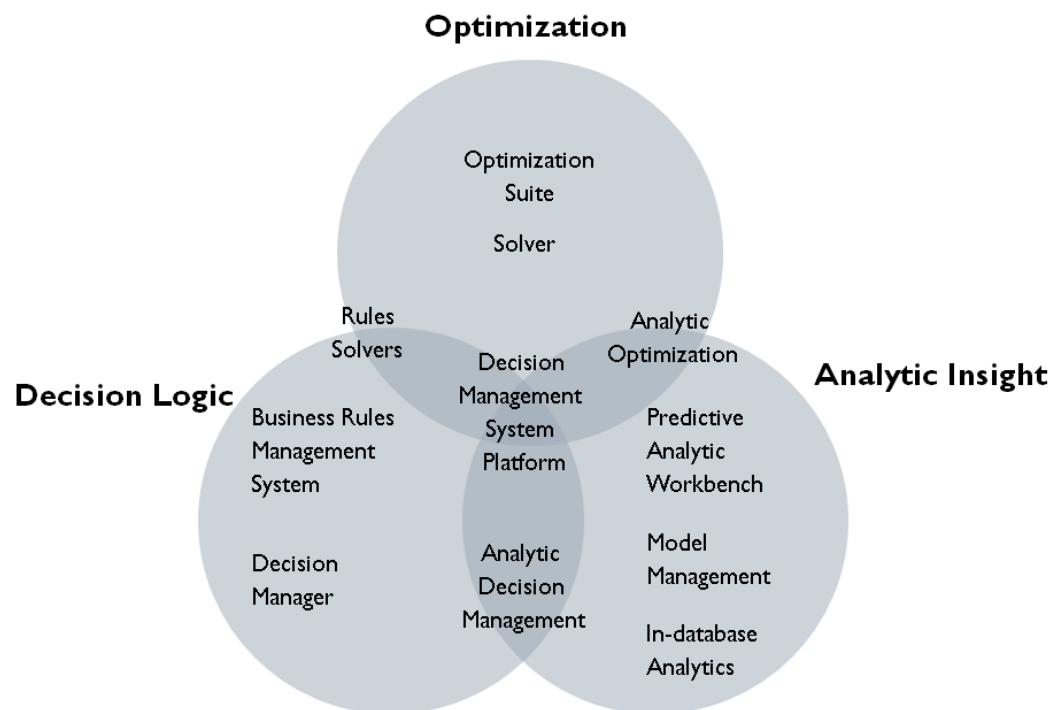 Optimization
Optimization
Suite
Solver
Rules
Solvers
Analytic
Optimization
Decision
Management
System
Platform
Decision Logic
Analytic Insight
Business Rules
Management
System
Decision
Manager
Predictive
Analytic
Workbench
Model
Management
In-database
Analytics
Analytic
Decision
Management